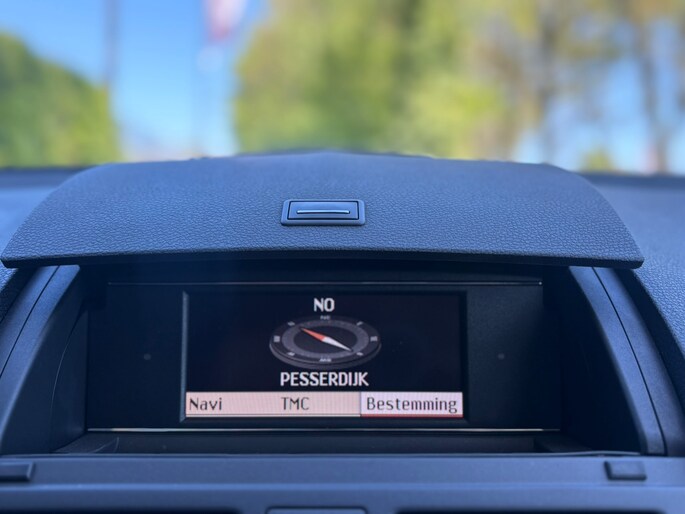 NO
PESSERDIJK
Navi TMC Bestemming